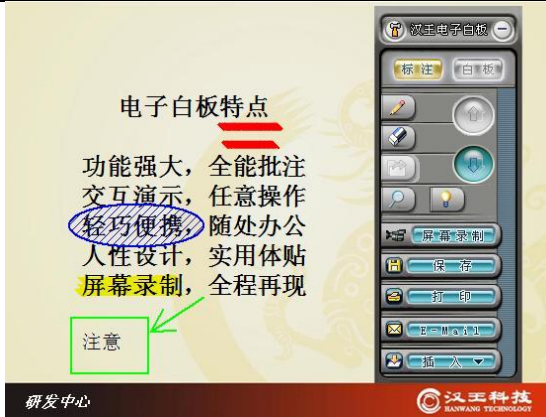 汉王电子白板
标注 白板
电子白板特点
功能强大，全能批注
交互演示，任意操作
轻巧便携，随处办公
人性设计，实用体贴
屏幕录制，全程再现
注意
屏幕录制
保存
打印
E-Mail
插入
研发中心
汉王科技
HANWANG TECHNOLOGY